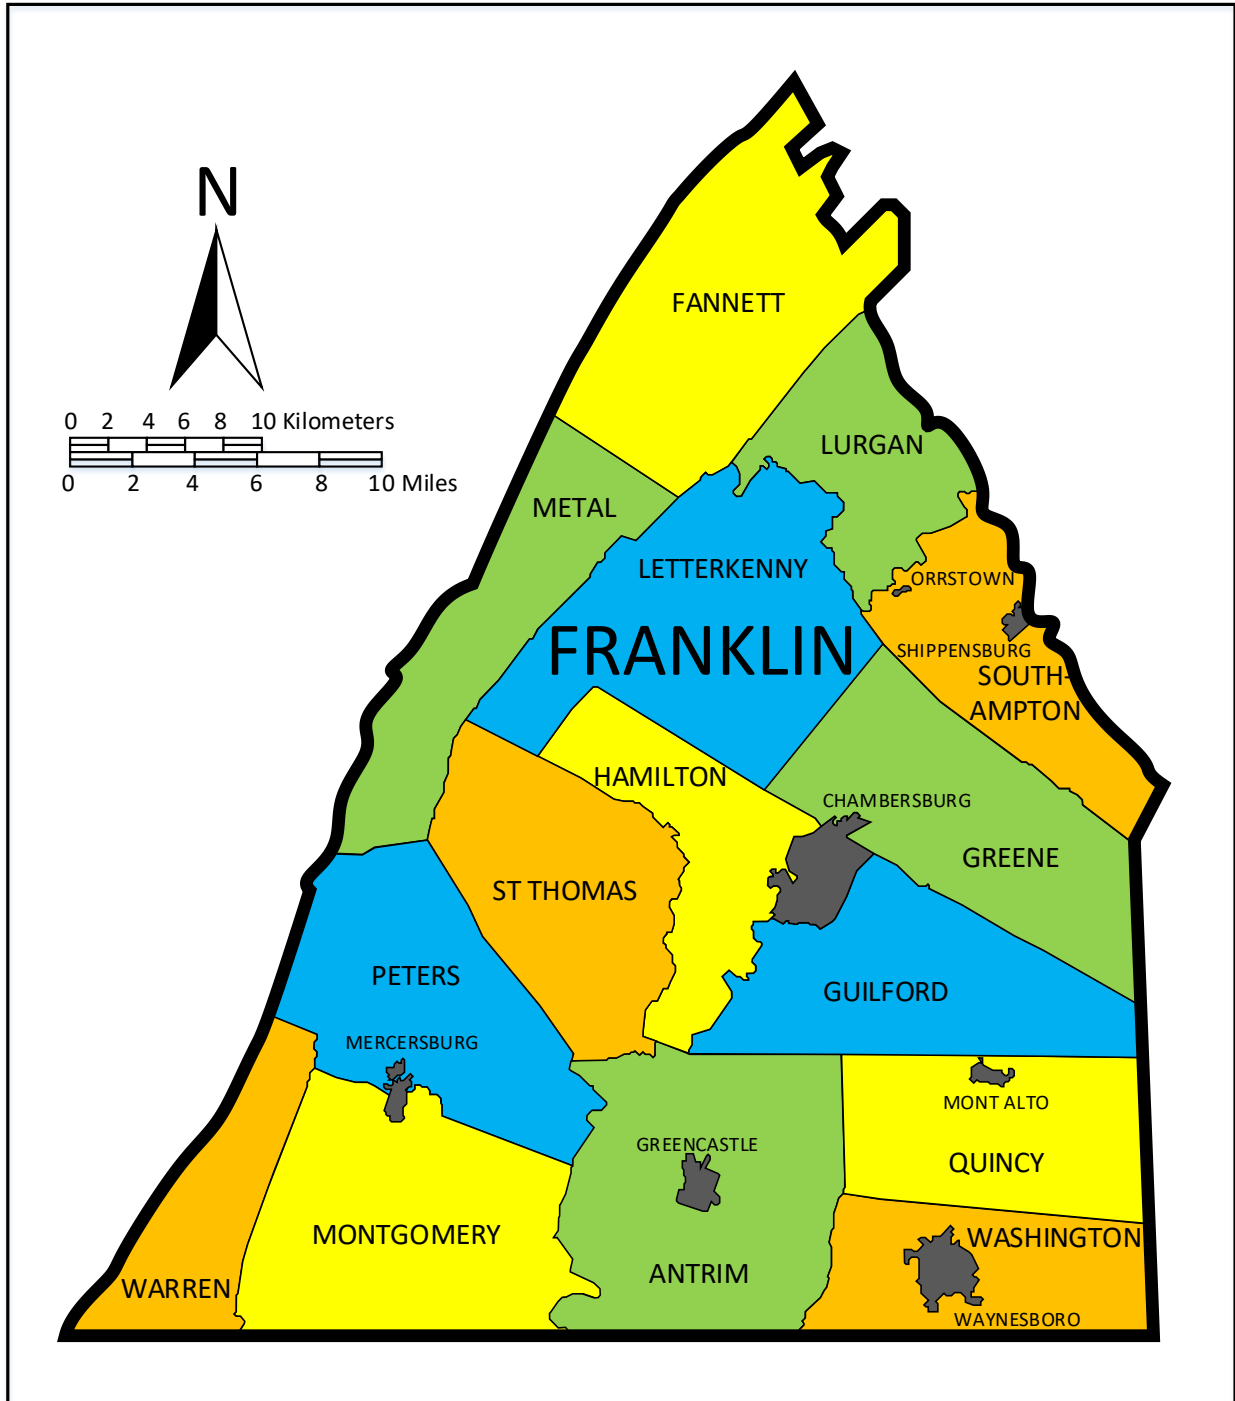 N
0 2 4 6 8 10 Kilometers
0 2 4 6 8 10 Miles
FANNETT
LURGAN
METAL
LETTERKENNY
ORRSTOWN
FRANKLIN
SHIPPENSBURG
SOUTH-
AMPTON
HAMILTON
CHAMBERSBURG
GREENE
ST THOMAS
PETERS
GUILFORD
MERCERSBURG
MONT ALTO
GREENCASTLE
QUINCY
MONTGOMERY
WASHINGTON
ANTRIM
WARREN
WAYNESBORO